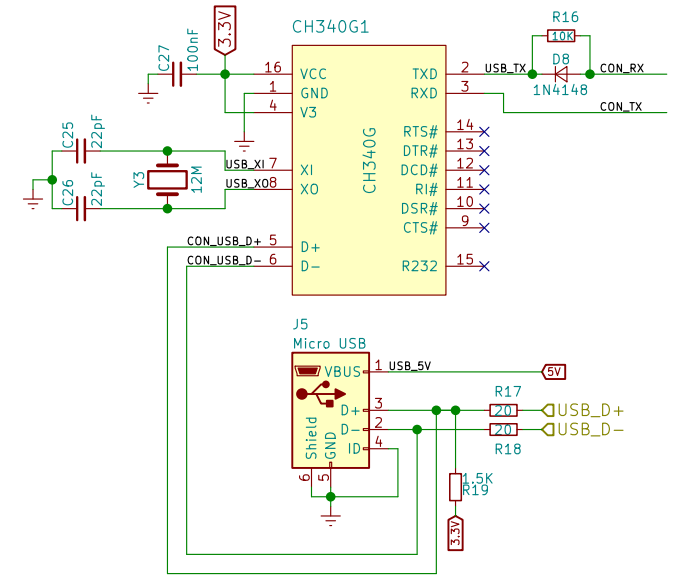 CH340G1
3.3V
C27
100nF
16 VCC
1 GND
4 V3
C25
22pF
C26
22pF
Y3
12M
USB_XI 7 XI
USB_XO 8 XO
CON_USB_D+ 5 D+
CON_USB_D- 6 D-
CH340G
TXD 2 USB_TX
RXD 3
RTS# 14
DTR# 13
DCD# 12
RI# 11
DSR# 10
CTS# 9
R232 15
R16
10K
D8
1N4148
CON_RX
CON_TX
J5
Micro USB
VBUS 1 USB_5V
5V
D+ 3
D- 2
ID 4
Shield
GND
6 5
R17
20
USB_D+
20
USB_D-
R18
1.5K
R19
3.3V